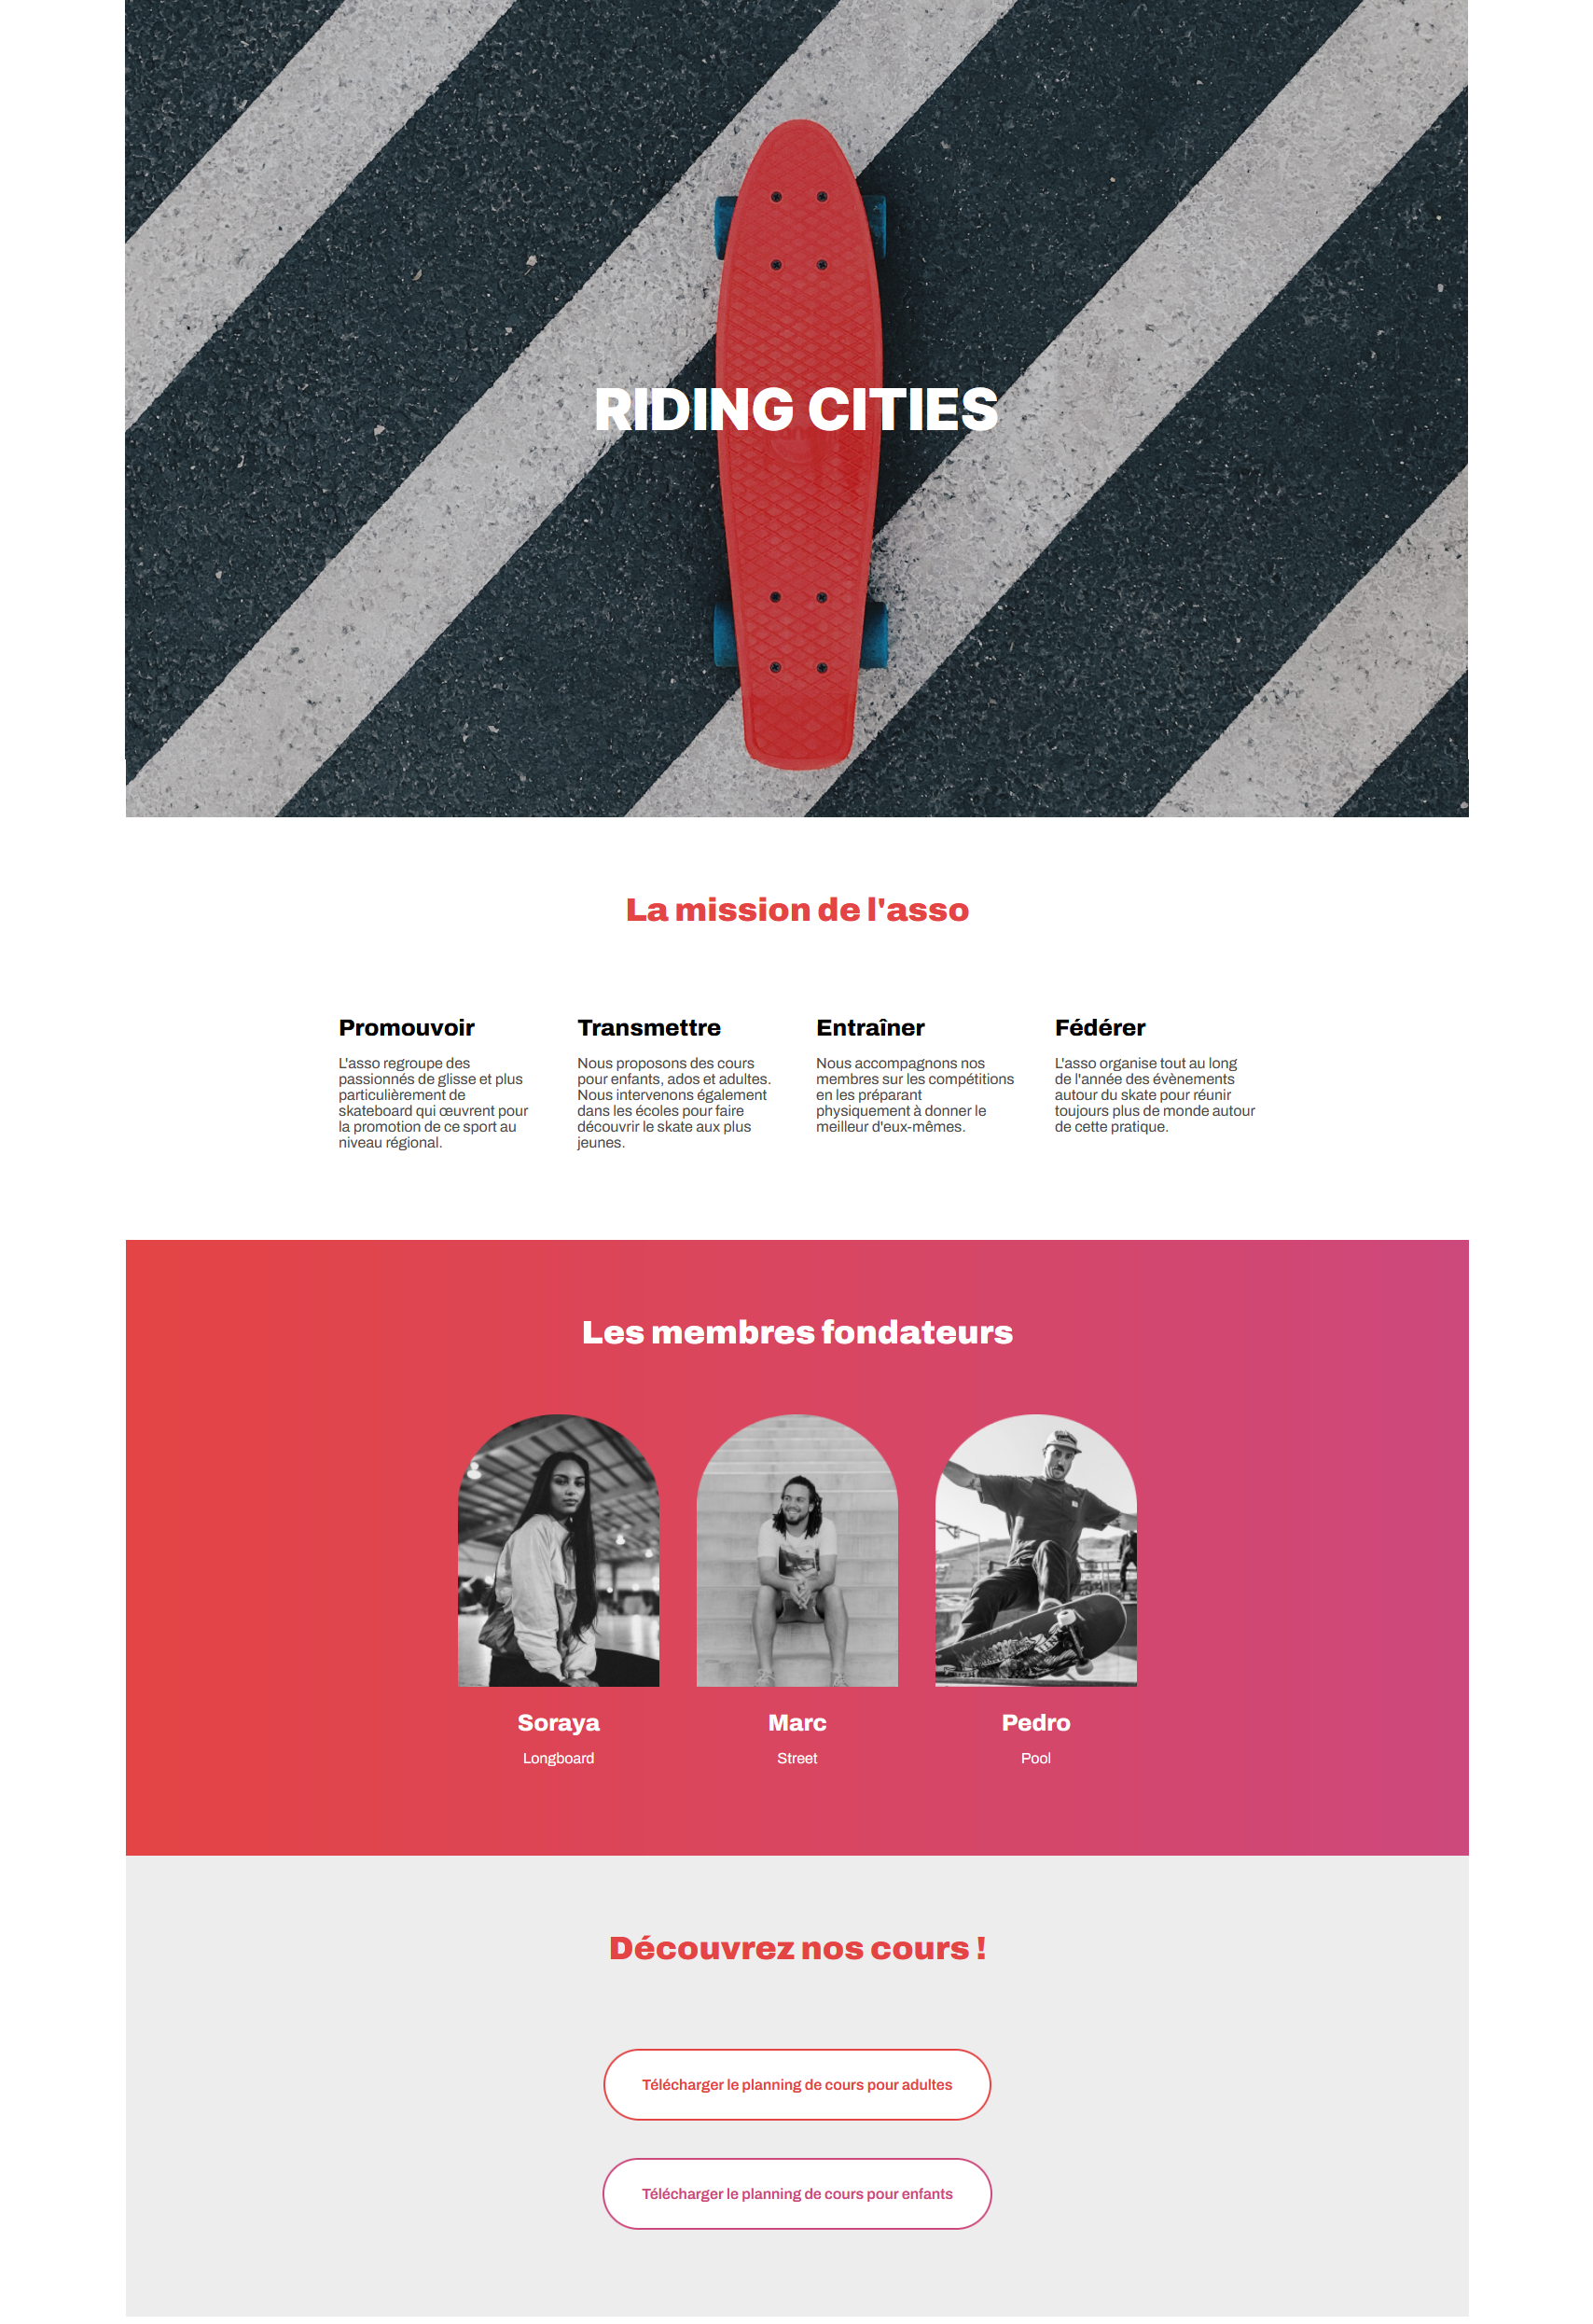 RIDING CITIES
La mission de l'asso
Promouvoir
L'asso regroupe des
passionnés de glisse et plus
particulièrement de
skateboard qui œuvrent pour
la promotion de ce sport au
niveau régional.
Transmettre
Nous proposons des cours
pour enfants, ados et adultes.
Nous intervenons également
dans les écoles pour faire
découvrir le skate aux plus
jeunes.
Entraîner
Nous accompagnons nos
membres sur les compétitions
en les préparant
physiquement à donner le
meilleur d'eux-mêmes.
Fédérer
L'asso organise tout au long
de l'année des évènements
autour du skate pour réunir
toujours plus de monde autour
de cette pratique.
Les membres fondateurs
Soraya
Longboard
Marc
Street
Pedro
Pool
Découvrez nos cours !
Télécharger le planning de cours pour adultes
Télécharger le planning de cours pour enfants